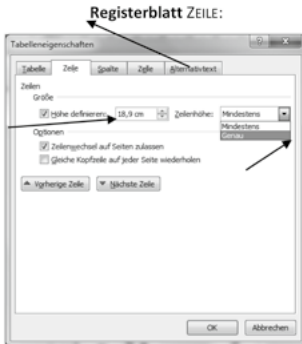 Registerblatt ZEILE:
Tabelleneigenschaften
Tabelle Zeile Spalte Zelle Alternativtext
Zeilen
Größe
Höhe definieren: 18,9 cm Zeilenhöhe: Mindestens
Mindestens
Genau
Optionen
Zeilenwechsel auf Seiten zulassen
Gleiche Kopfzeile auf jeder Seite wiederholen
Vorherige Zeile Nächste Zeile
OK Abbrechen